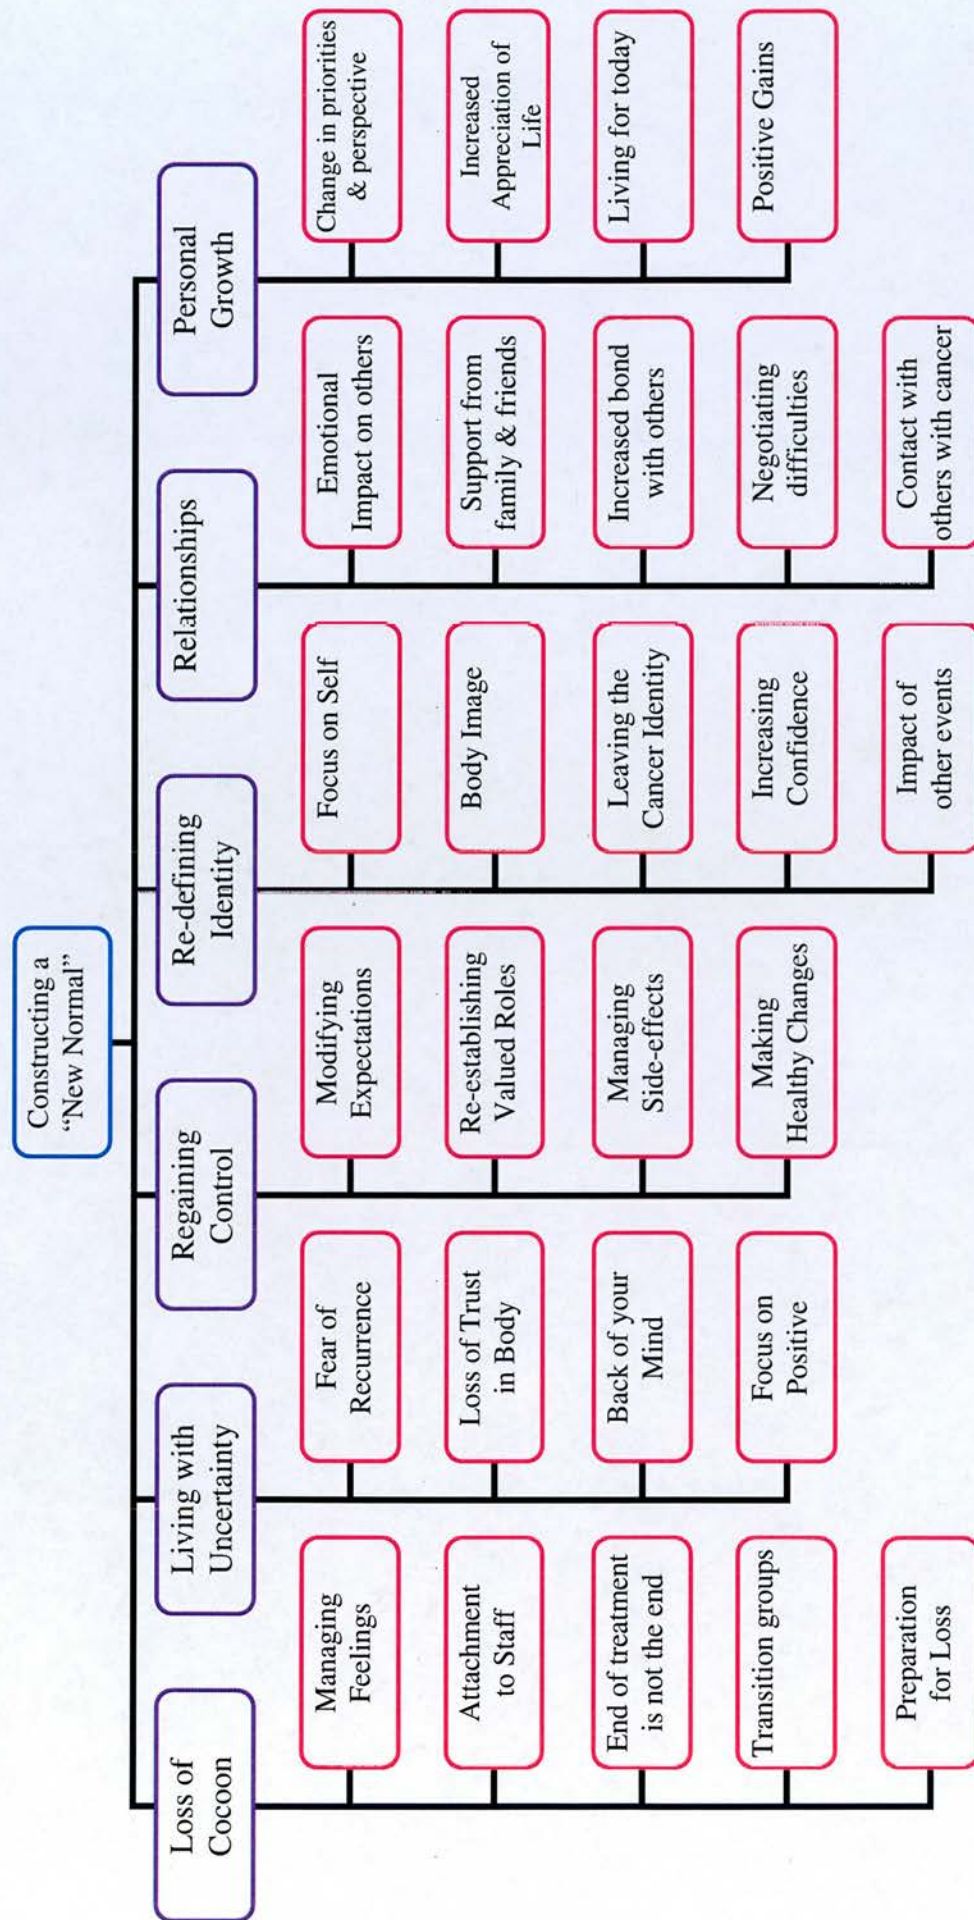 Constructing a
“New Normal”
Loss of
Cocoon
Managing
Feelings
Attachment
to Staff
End of treatment
is not the end
Transition groups
Preparation
for Loss
Living with
Uncertainty
Fear of
Recurrence
Loss of Trust
in Body
Back of your
Mind
Focus on
Positive
Regaining
Control
Modifying
Expectations
Re-establishing
Valued Roles
Managing
Side-effects
Making
Healthy Changes
Re-defining
Identity
Focus on Self
Body Image
Leaving the
Cancer Identity
Increasing
Confidence
Impact of
other events
Relationships
Emotional
Impact on others
Support from
family & friends
Increased bond
with others
Negotiating
difficulties
Contact with
others with cancer
Personal
Growth
Change in priorities
& perspective
Increased
Appreciation of
Life
Living for today
Positive Gains